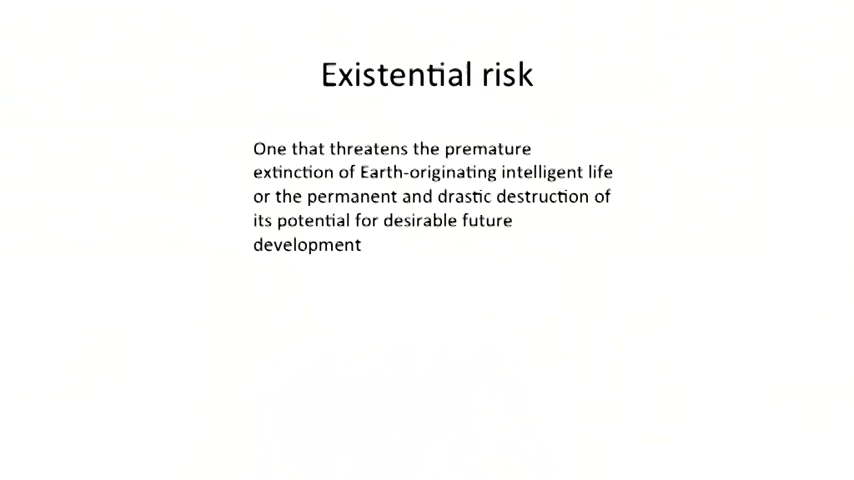 Existential risk
One that threatens the premature
extinction of Earth-originating intelligent life
or the permanent and drastic destruction of
its potential for desirable future
development